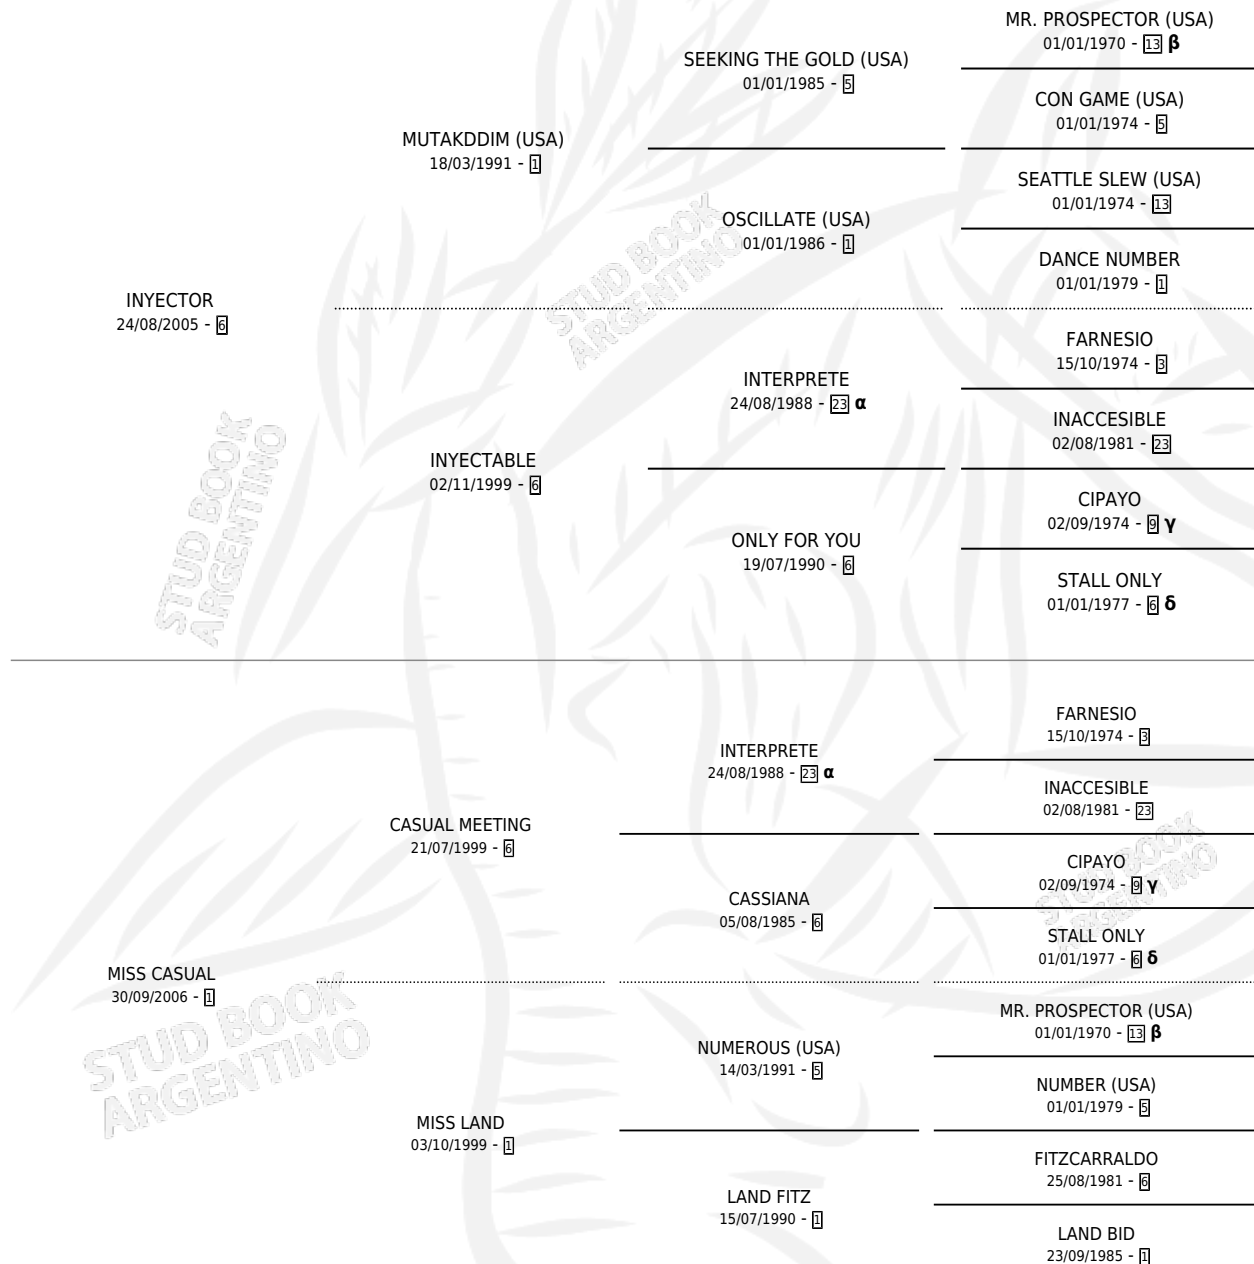 MR. PROSPECTOR (USA)
01/01/1970 - 13 β
SEEKING THE GOLD (USA)
01/01/1985 - 5
CON GAME (USA)
01/01/1974 - 5
MUTAKDDIM (USA)
18/03/1991 - 1
SEATTLE SLEW (USA)
01/01/1974 - 13
OSCILLATE (USA)
01/01/1986 - 1
DANCE NUMBER
01/01/1979 - 1
INYECTOR
24/08/2005 - 6
FARNESIO
15/10/1974 - 3
INTERPRETE
24/08/1988 - 23 α
INACCESIBLE
02/08/1981 - 23
INYECTABLE
02/11/1999 - 6
CIPAYO
02/09/1974 - 9 γ
ONLY FOR YOU
19/07/1990 - 6
STALL ONLY
01/01/1977 - 6 δ
FARNESIO
15/10/1974 - 3
INTERPRETE
24/08/1988 - 23 α
INACCESIBLE
02/08/1981 - 23
CASUAL MEETING
21/07/1999 - 6
CIPAYO
02/09/1974 - 9 γ
CASSIANA
05/08/1985 - 6
STALL ONLY
01/01/1977 - 6 δ
MISS CASUAL
30/09/2006 - 1
MR. PROSPECTOR (USA)
01/01/1970 - 13 β
NUMEROUS (USA)
14/03/1991 - 5
NUMBER (USA)
01/01/1979 - 5
MISS LAND
03/10/1999 - 1
FITZCARRALDO
25/08/1981 - 6
LAND FITZ
15/07/1990 - 1
LAND BID
23/09/1985 - 1
STUD BOOK
ARGENTINO
STUD BOOK
ARGENTINO
STUD BOOK
ARGENTINO
STUD BOOK
ARGENTINO